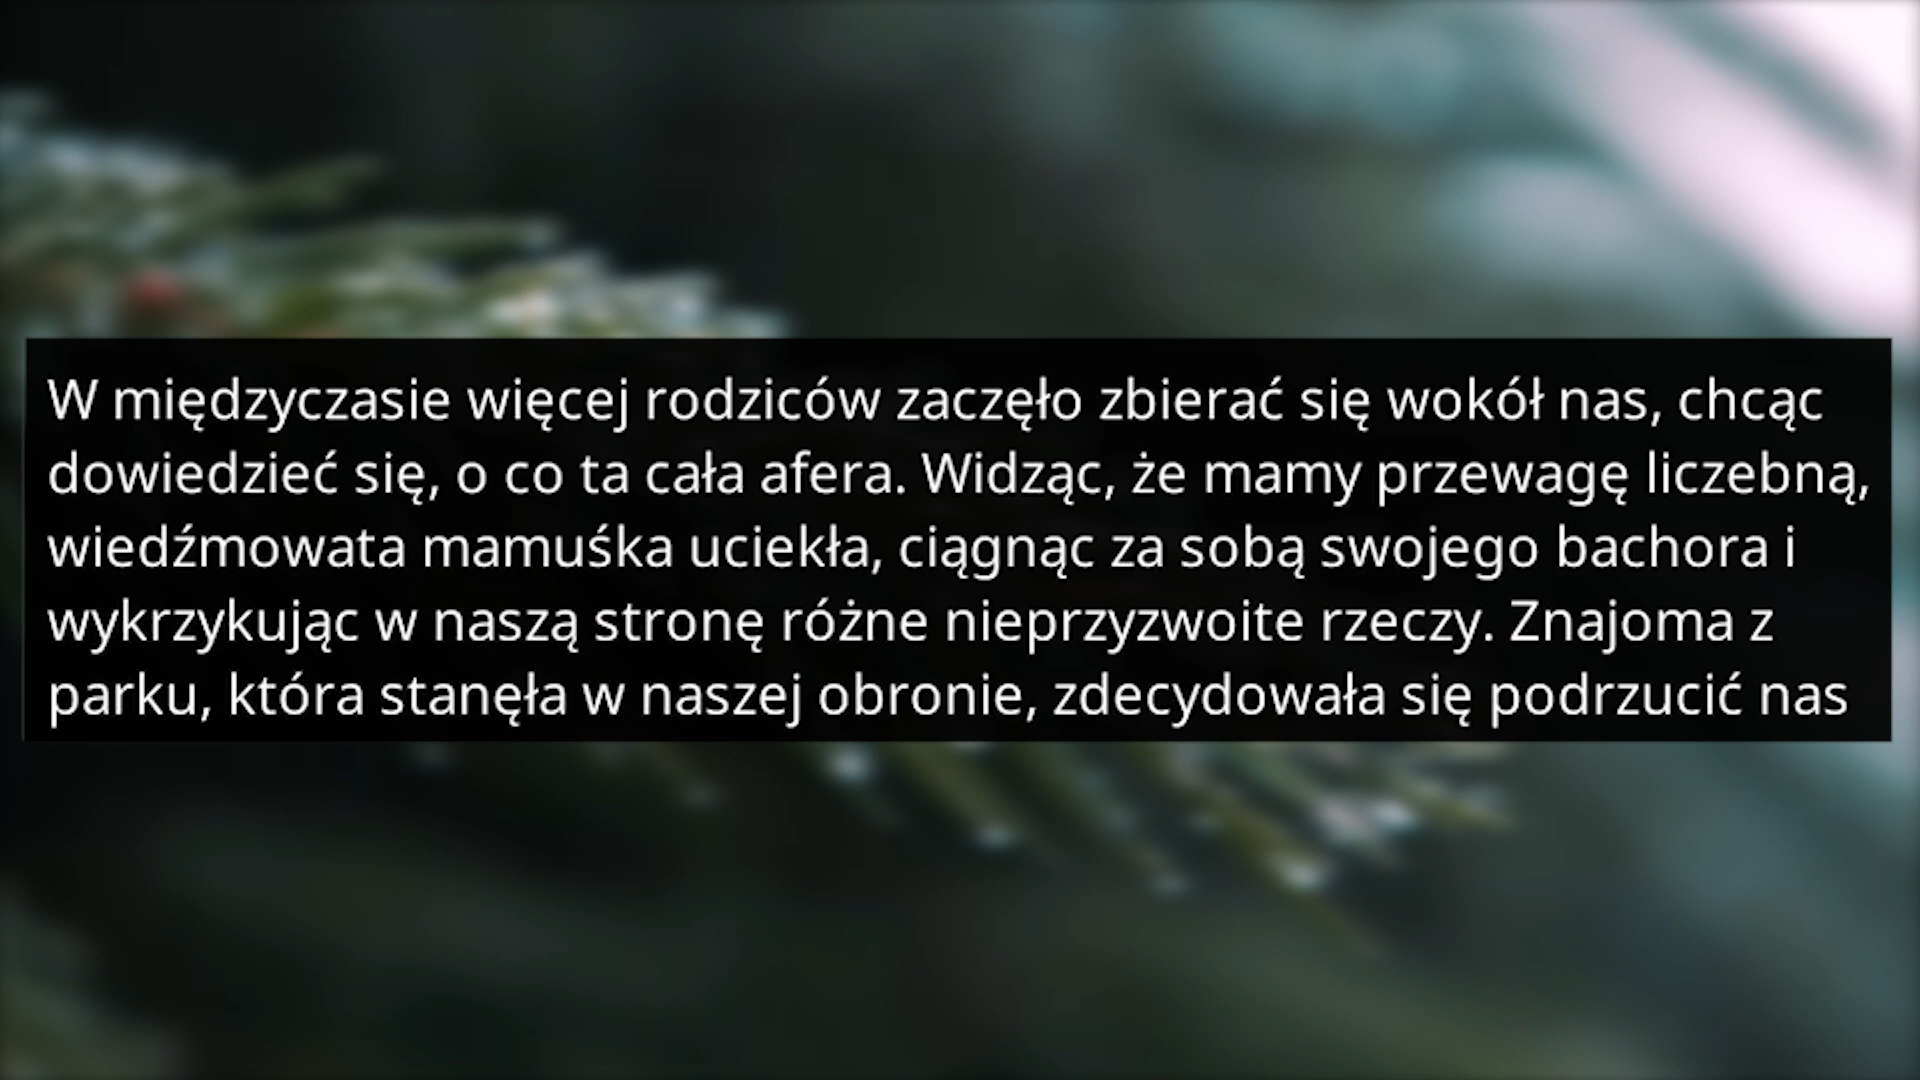 W międzyczasie więcej rodziców zaczęło zbierać się wokół nas, chcąc
dowiedzieć się, o co ta cała afera. Widząc, że mamy przewagę liczebną,
wiedźmowata mamuśka uciekła, ciągnąc za sobą swojego bachora i
wykrzykując w naszą stronę różne nieprzyzwoite rzeczy. Znajoma z
parku, która stanęła w naszej obronie, zdecydowała się podrzucić nas